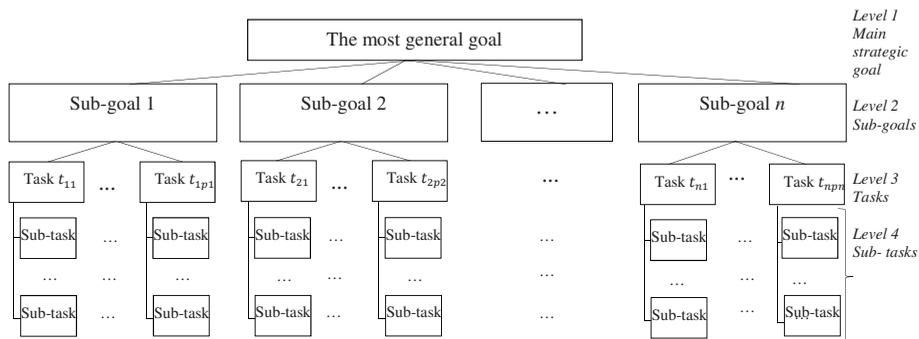 Level 1
Main
strategic
goal
The most general goal
Sub-goal 1 Sub-goal 2 … Sub-goal n
Level 2
Sub-goals
Task t11 … Task t1p1 Task t21 … Task t2p2 … Task tn1 … Task tnpn
Level 3
Tasks
Sub-task … Sub-task Sub-task … Sub-task … Sub-task … Sub-task
Level 4
Sub- tasks
… … … … … … …
Sub-task … Sub-task Sub-task … Sub-task … Sub-task … Sub-task